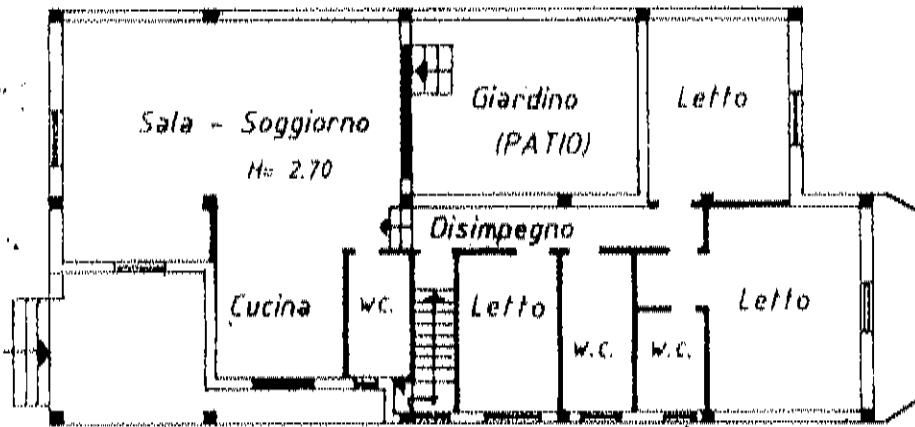 Sala - Soggiorno
H= 2.70
Giardino
(PATIO)
Letto
Disimpegno
Cucina
w.c.
Letto
w.c.
w.c.
Letto